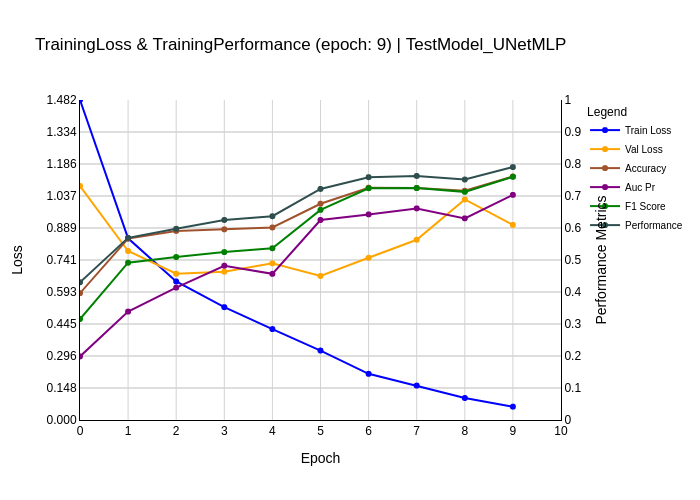 TrainingLoss & TrainingPerformance (epoch: 9) | TestModel_UNetMLP
1.482
1.334
1.186
1.037
0.889
0.741
0.593
0.445
0.296
0.148
0.000
Loss
0 1 2 3 4 5 6 7 8 9 10
Epoch
1
0.9
0.8
0.7
0.6
0.5
0.4
0.3
0.2
0.1
0
Performance Metrics
Legend
Train Loss
Val Loss
Accuracy
Auc Pr
F1 Score
Performance